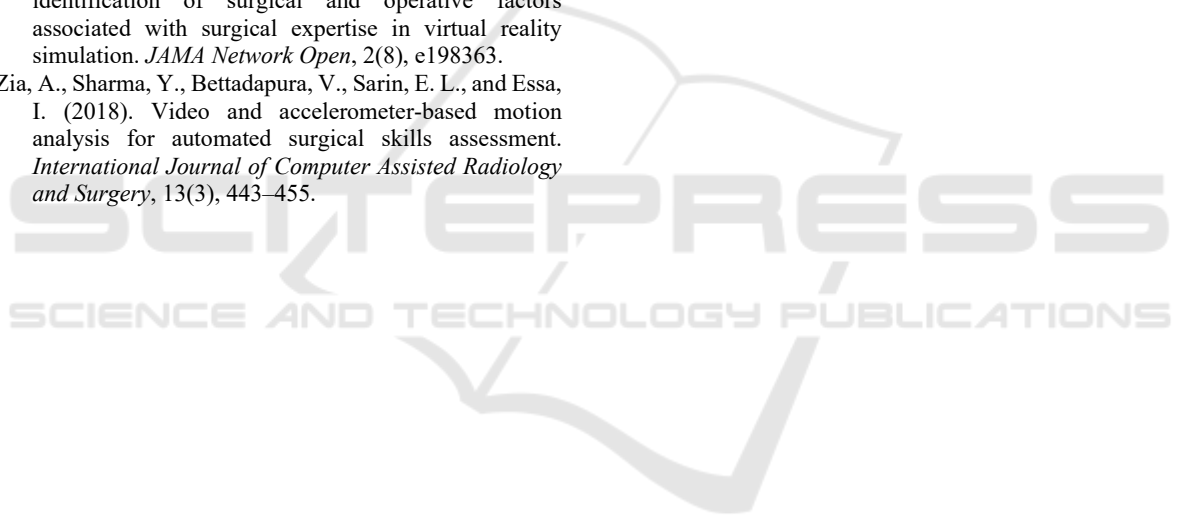 identification of surgical and operative factors
associated with surgical expertise in virtual reality
simulation. JAMA Network Open, 2(8), e198363.
Zia, A., Sharma, Y., Bettadapura, V., Sarin, E. L., and Essa,
I. (2018). Video and accelerometer-based motion
analysis for automated surgical skills assessment.
International Journal of Computer Assisted Radiology
and Surgery, 13(3), 443–455.
SCITEPRESS
SCIENCE AND TECHNOLOGY PUBLICATIONS